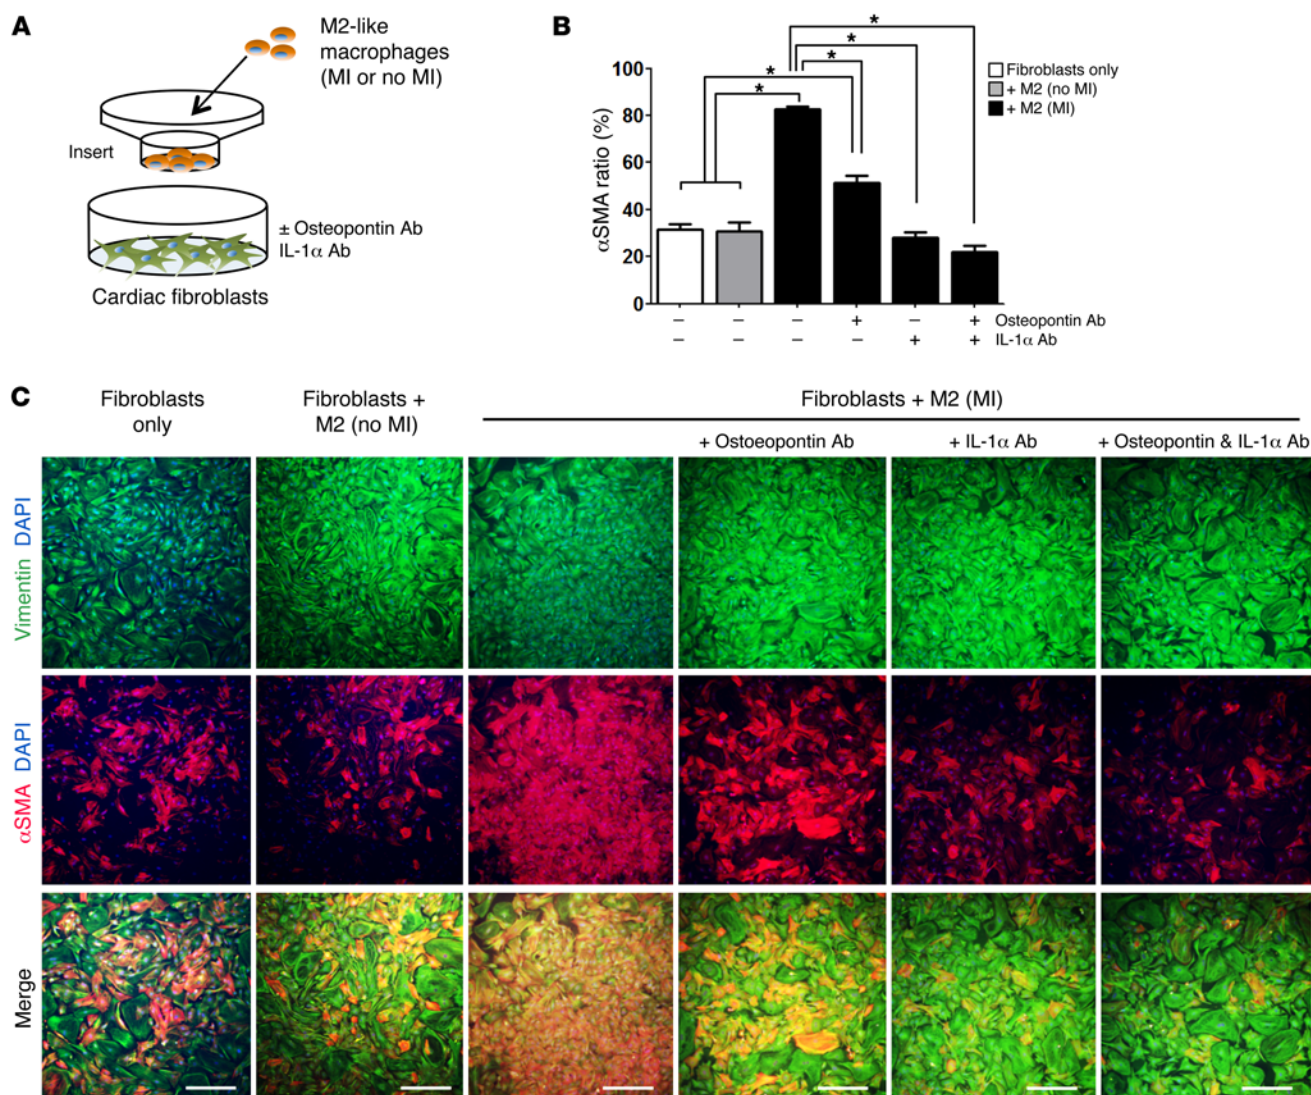 A
M2-like
macrophages
(MI or no MI)
Insert
± Osteopontin Ab
IL-1α Ab
Cardiac fibroblasts
B
αSMA ratio (%)
100
80
60
40
20
0
*
*
*
*
*
Fibroblasts only
+ M2 (no MI)
+ M2 (MI)
– – – + – + Osteopontin Ab
– – – – + + IL-1α Ab
C
Fibroblasts
only
Fibroblasts +
M2 (no MI)
Fibroblasts + M2 (MI)
+ Ostoeopontin Ab
+ IL-1α Ab
+ Osteopontin & IL-1α Ab
Vimentin DAPI
αSMA DAPI
Merge